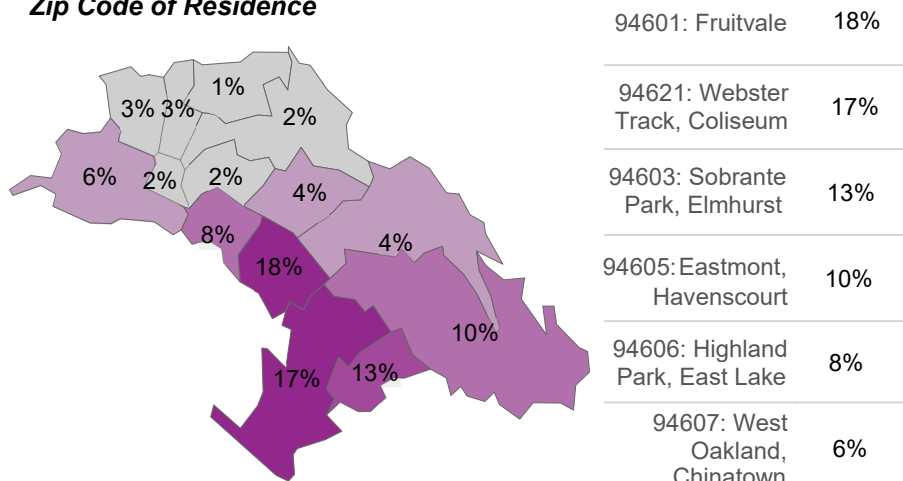 Zip Code of Residence
1%
3%
3%
2%
6%
2%
2%
4%
8%
4%
18%
10%
17%
13%
94601: Fruitvale 18%
94621: Webster
Track, Coliseum 17%
94603: Sobrante
Park, Elmhurst 13%
94605:Eastmont,
Havenscourt 10%
94606: Highland
Park, East Lake 8%
94607: West
Oakland, 6%
Chinatown